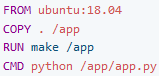 FROM ubuntu:18.04
COPY . /app
RUN make /app
CMD python /app/app.py